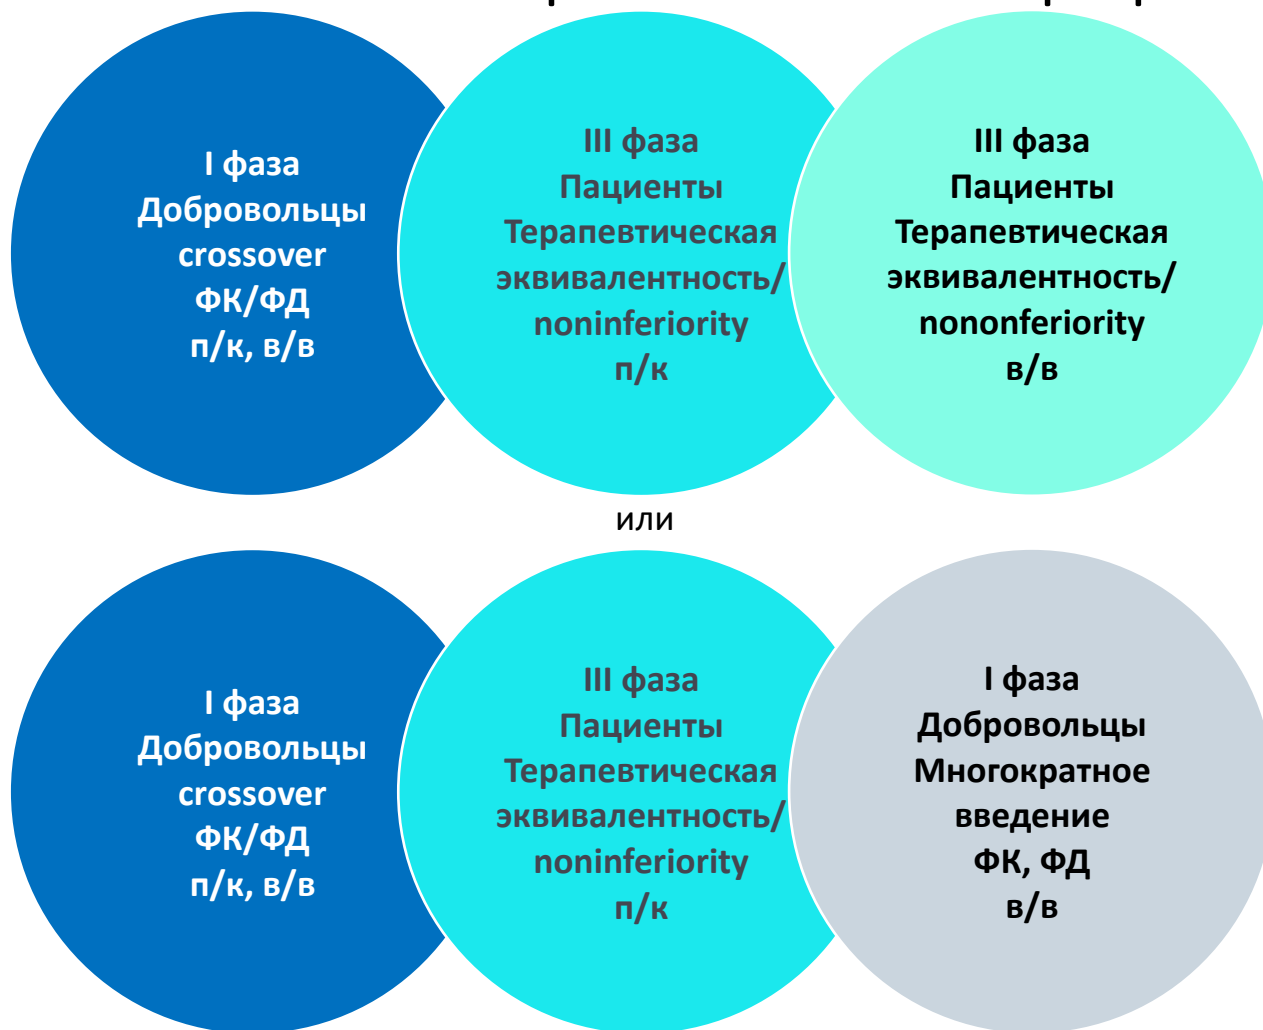 I фаза
Добровольцы
crossover
ФК/ФД
п/к, в/в
III фаза
Пациенты
Терапевтическая
эквивалентность/
noninferiority
п/к
III фаза
Пациенты
Терапевтическая
эквивалентность/
nononferiority
в/в
или
I фаза
Добровольцы
crossover
ФК/ФД
п/к, в/в
III фаза
Пациенты
Терапевтическая
эквивалентность/
noninferiority
п/к
I фаза
Добровольцы
Многократное
введение
ФК, ФД
в/в